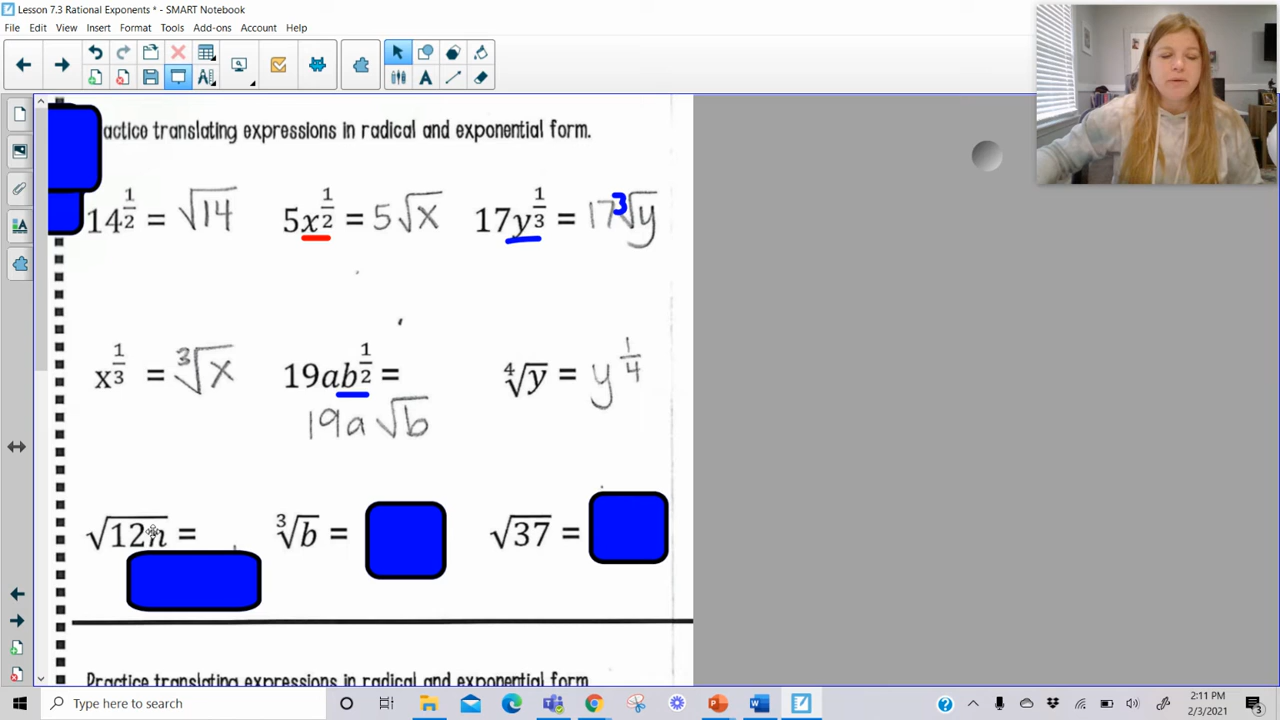 Lesson 7.3 Rational Exponents * - SMART Notebook
File Edit View Insert Format Tools Add-ons Account Help
actice translating expressions in radical and exponential form.
14^{1/2} = √14 5x^{1/2} = 5√x 17y^{1/3} = 17∛y
x^{1/3} = ∛x 19ab^{1/2} = ∜y = y^{1/4}
19a√b
√12n = ∛b = √37 =
Practice translating expressions in radical and exponential form
Type here to search
2:11 PM
2/3/2021
3